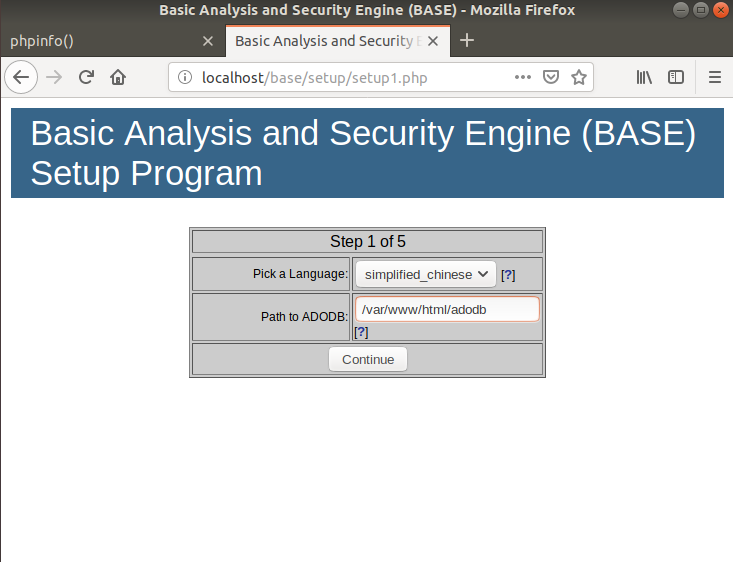 Basic Analysis and Security Engine (BASE) - Mozilla Firefox
phpinfo()
Basic Analysis and Security E
localhost/base/setup/setup1.php
Basic Analysis and Security Engine (BASE)
Setup Program
Step 1 of 5
Pick a Language: simplified_chinese [?]
Path to ADODB: /var/www/html/adodb
[?]
Continue